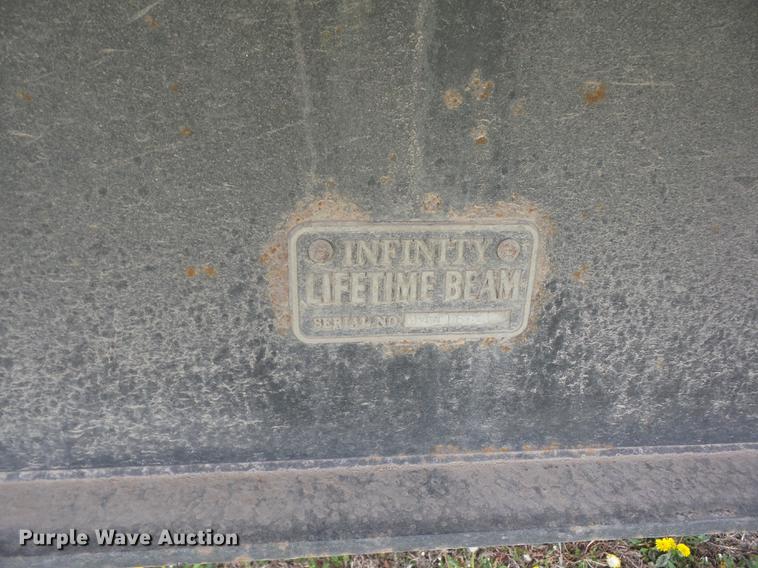 INFINITY
LIFETIME BEAM
SERIAL NO
Purple Wave Auction